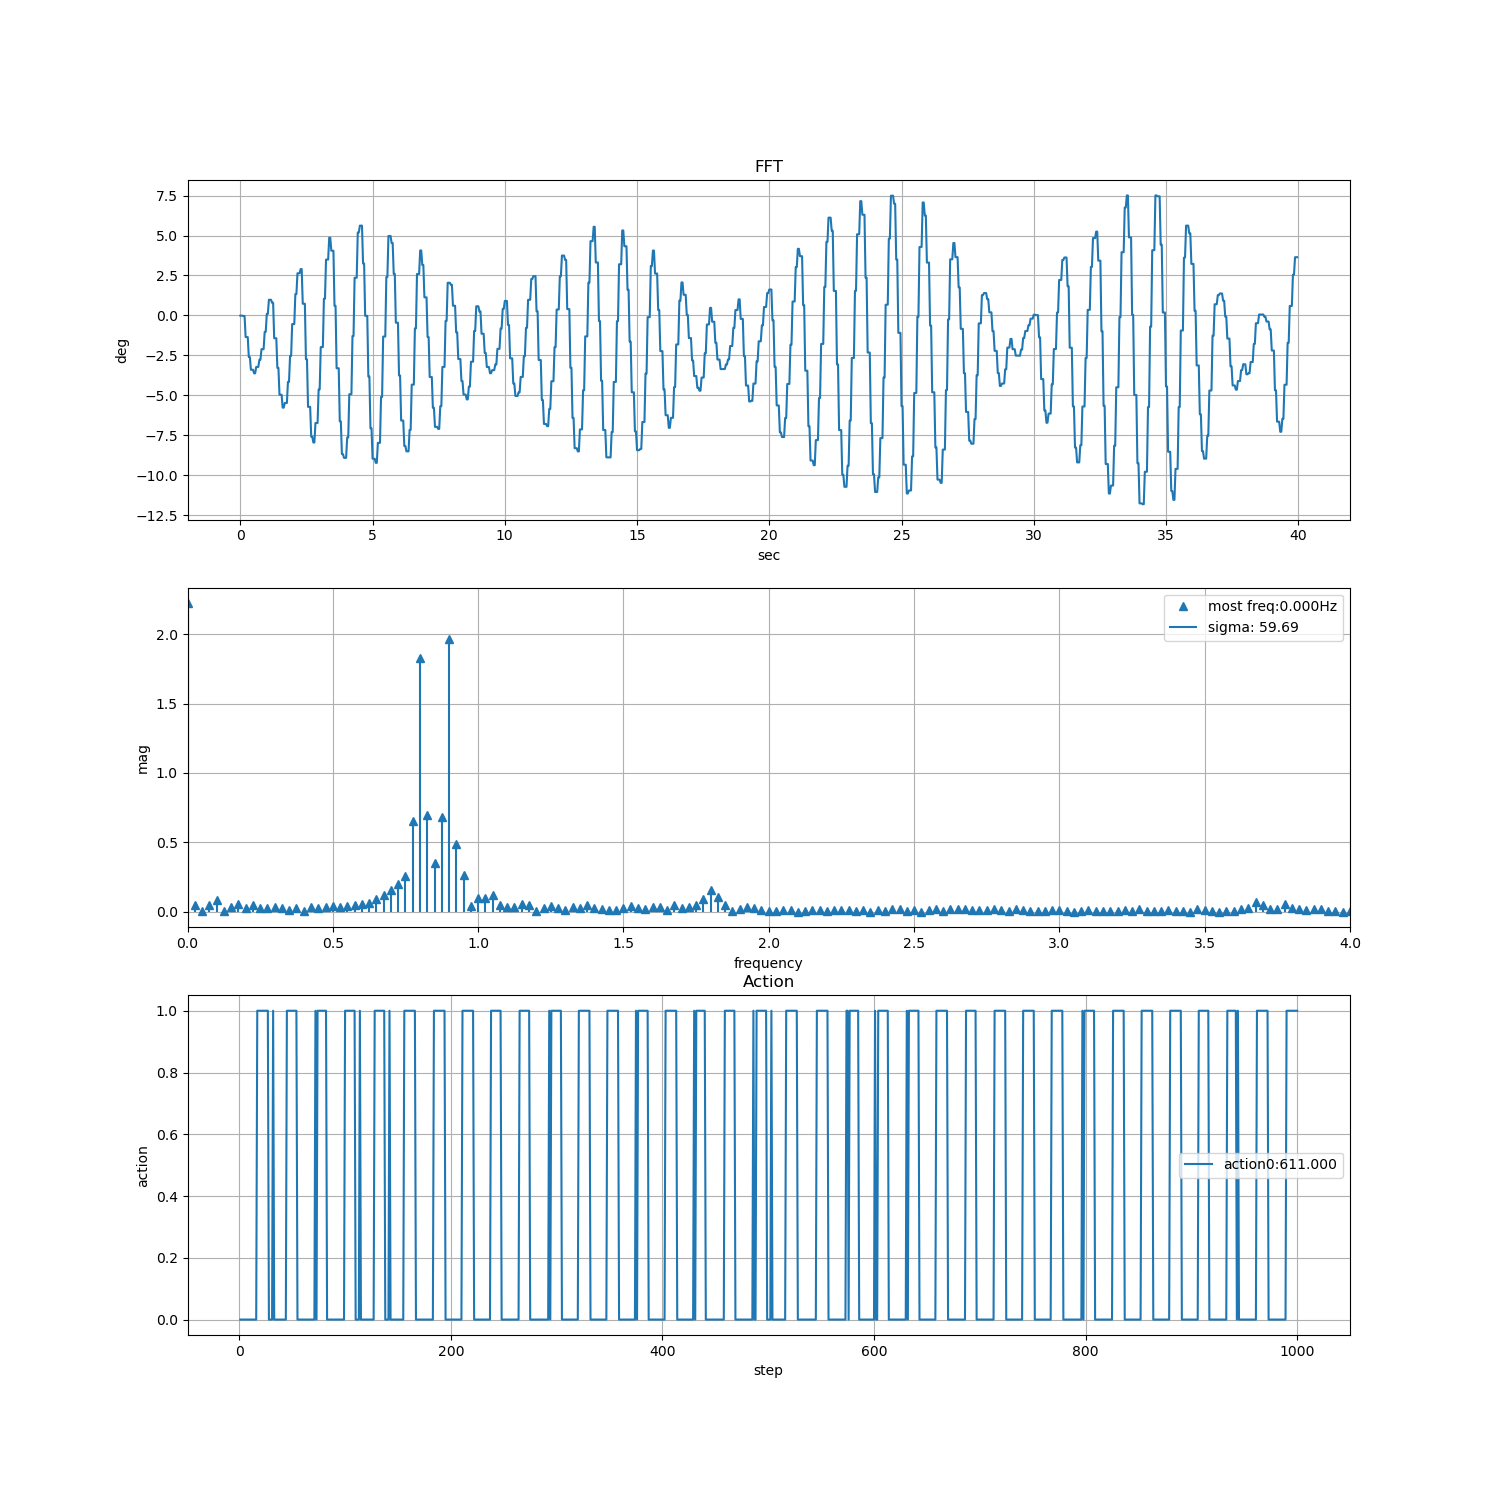 FFT
7.5
5.0
2.5
0.0
−2.5
−5.0
−7.5
−10.0
−12.5
deg
0 5 10 15 20 25 30 35 40
sec
most freq:0.000Hz
sigma: 59.69
2.0
1.5
1.0
0.5
0.0
mag
0.0 0.5 1.0 1.5 2.0 2.5 3.0 3.5 4.0
frequency
Action
1.0
0.8
0.6
0.4
0.2
0.0
action
action0:611.000
0 200 400 600 800 1000
step